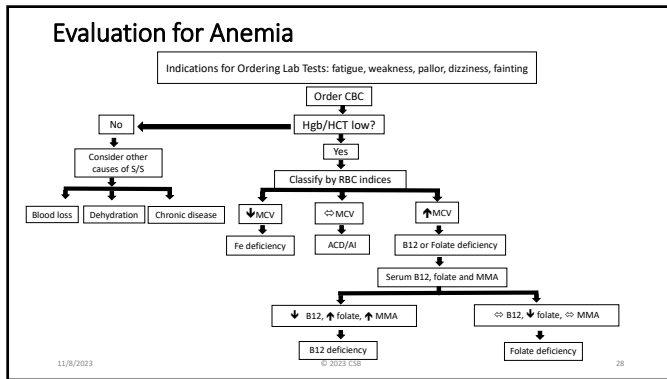 Evaluation for Anemia
Indications for Ordering Lab Tests: fatigue, weakness, pallor, dizziness, fainting
Order CBC
No
Hgb/HCT low?
Consider other
causes of S/S
Yes
Classify by RBC indices
Blood loss
Dehydration
Chronic disease
↓MCV
⇔MCV
↑MCV
Fe deficiency
ACD/AI
B12 or Folate deficiency
Serum B12, folate and MMA
↓ B12, ↑ folate, ↑ MMA
⇔ B12, ↓ folate, ⇔ MMA
B12 deficiency
Folate deficiency
11/8/2023
© 2023 CSB
28